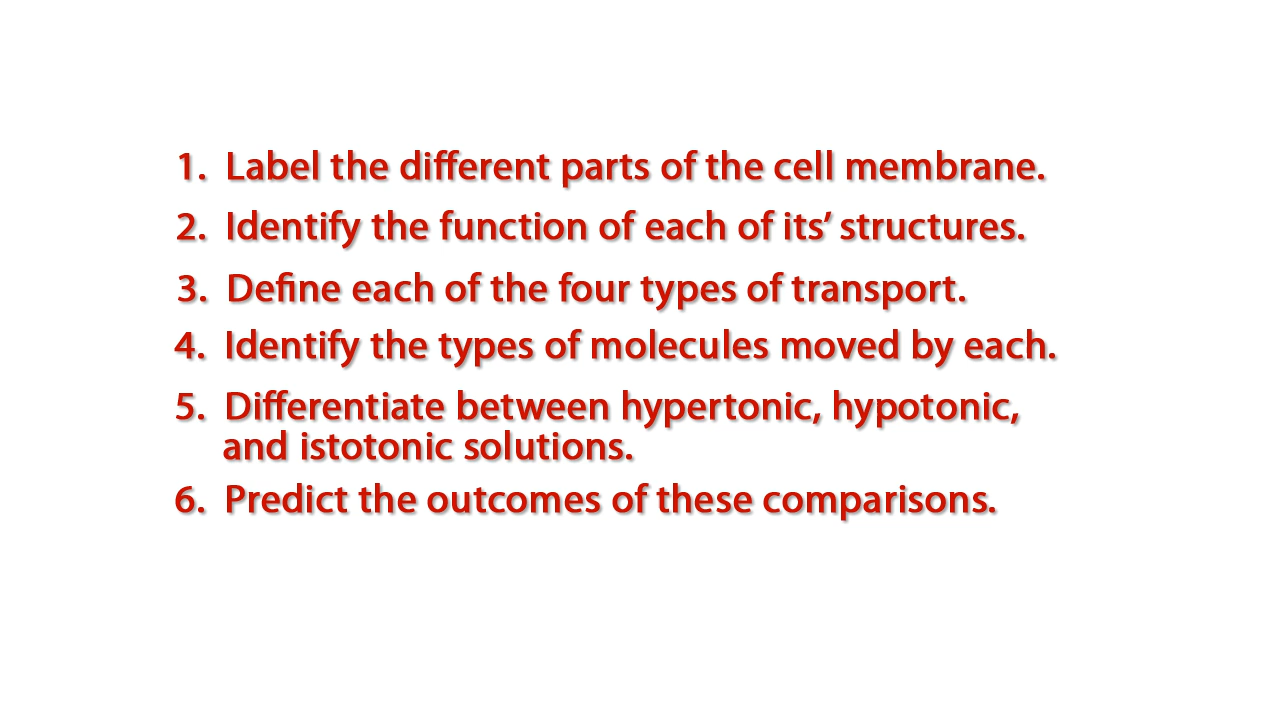 1. Label the different parts of the cell membrane.
2. Identify the function of each of its’ structures.
3. Define each of the four types of transport.
4. Identify the types of molecules moved by each.
5. Differentiate between hypertonic, hypotonic,
and istotonic solutions.
6. Predict the outcomes of these comparisons.